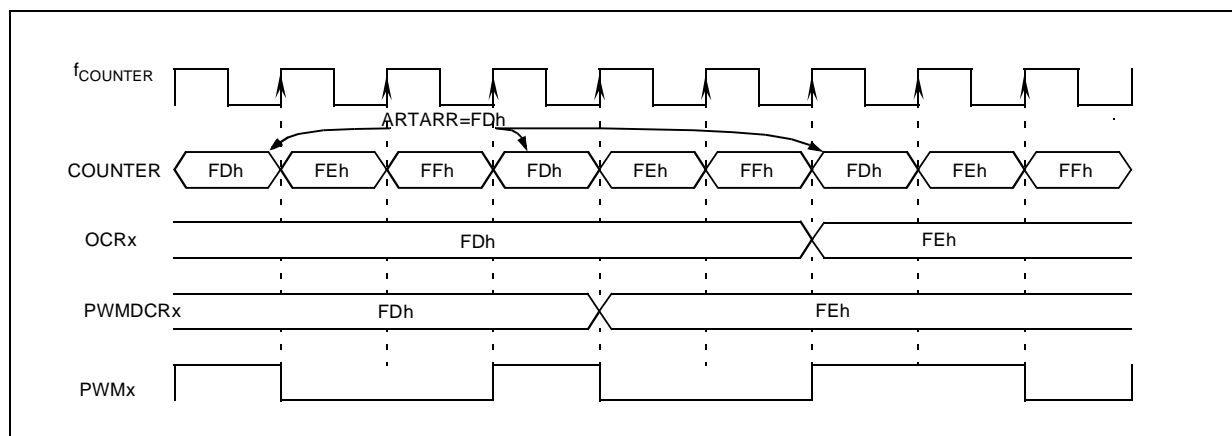 fCOUNTER
ARTARR=FDh
COUNTER FDh FEh FFh FDh FEh FFh FDh FEh FFh
OCRx FDh FEh
PWMDCRx FDh FEh
PWMx